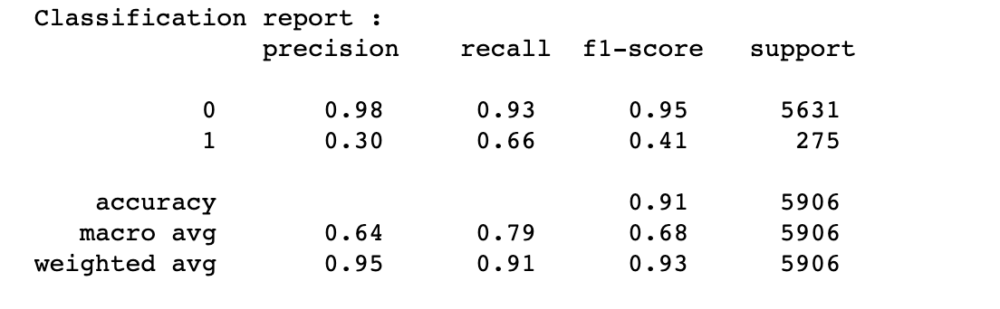 Classification report :
precision recall f1-score support
0 0.98 0.93 0.95 5631
1 0.30 0.66 0.41 275
accuracy 0.91 5906
macro avg 0.64 0.79 0.68 5906
weighted avg 0.95 0.91 0.93 5906